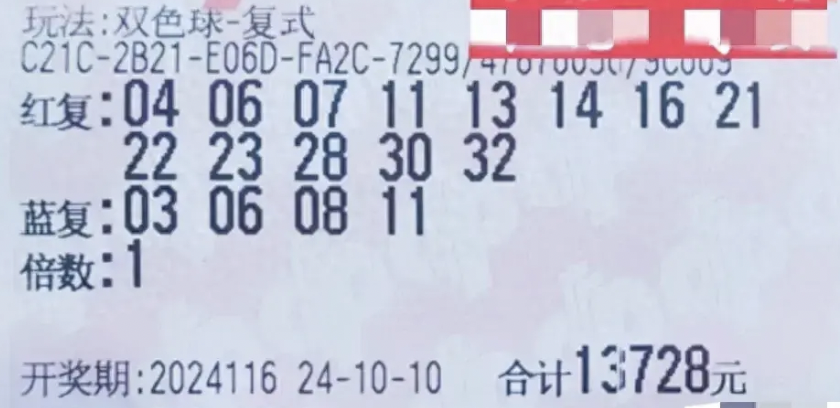 玩法:双色球-复式
C21C-2B21-E06D-FA2C-7299/
红复:04 06 07 11 13 14 16 21
22 23 28 30 32
蓝复:03 06 08 11
倍数:1
开奖期:2024116 24-10-10 合计13728元